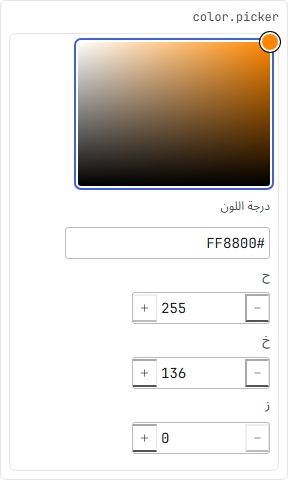 color.picker
درجة اللون
FF8800#
ح
− 255 +
خ
− 136 +
ز
− 0 +